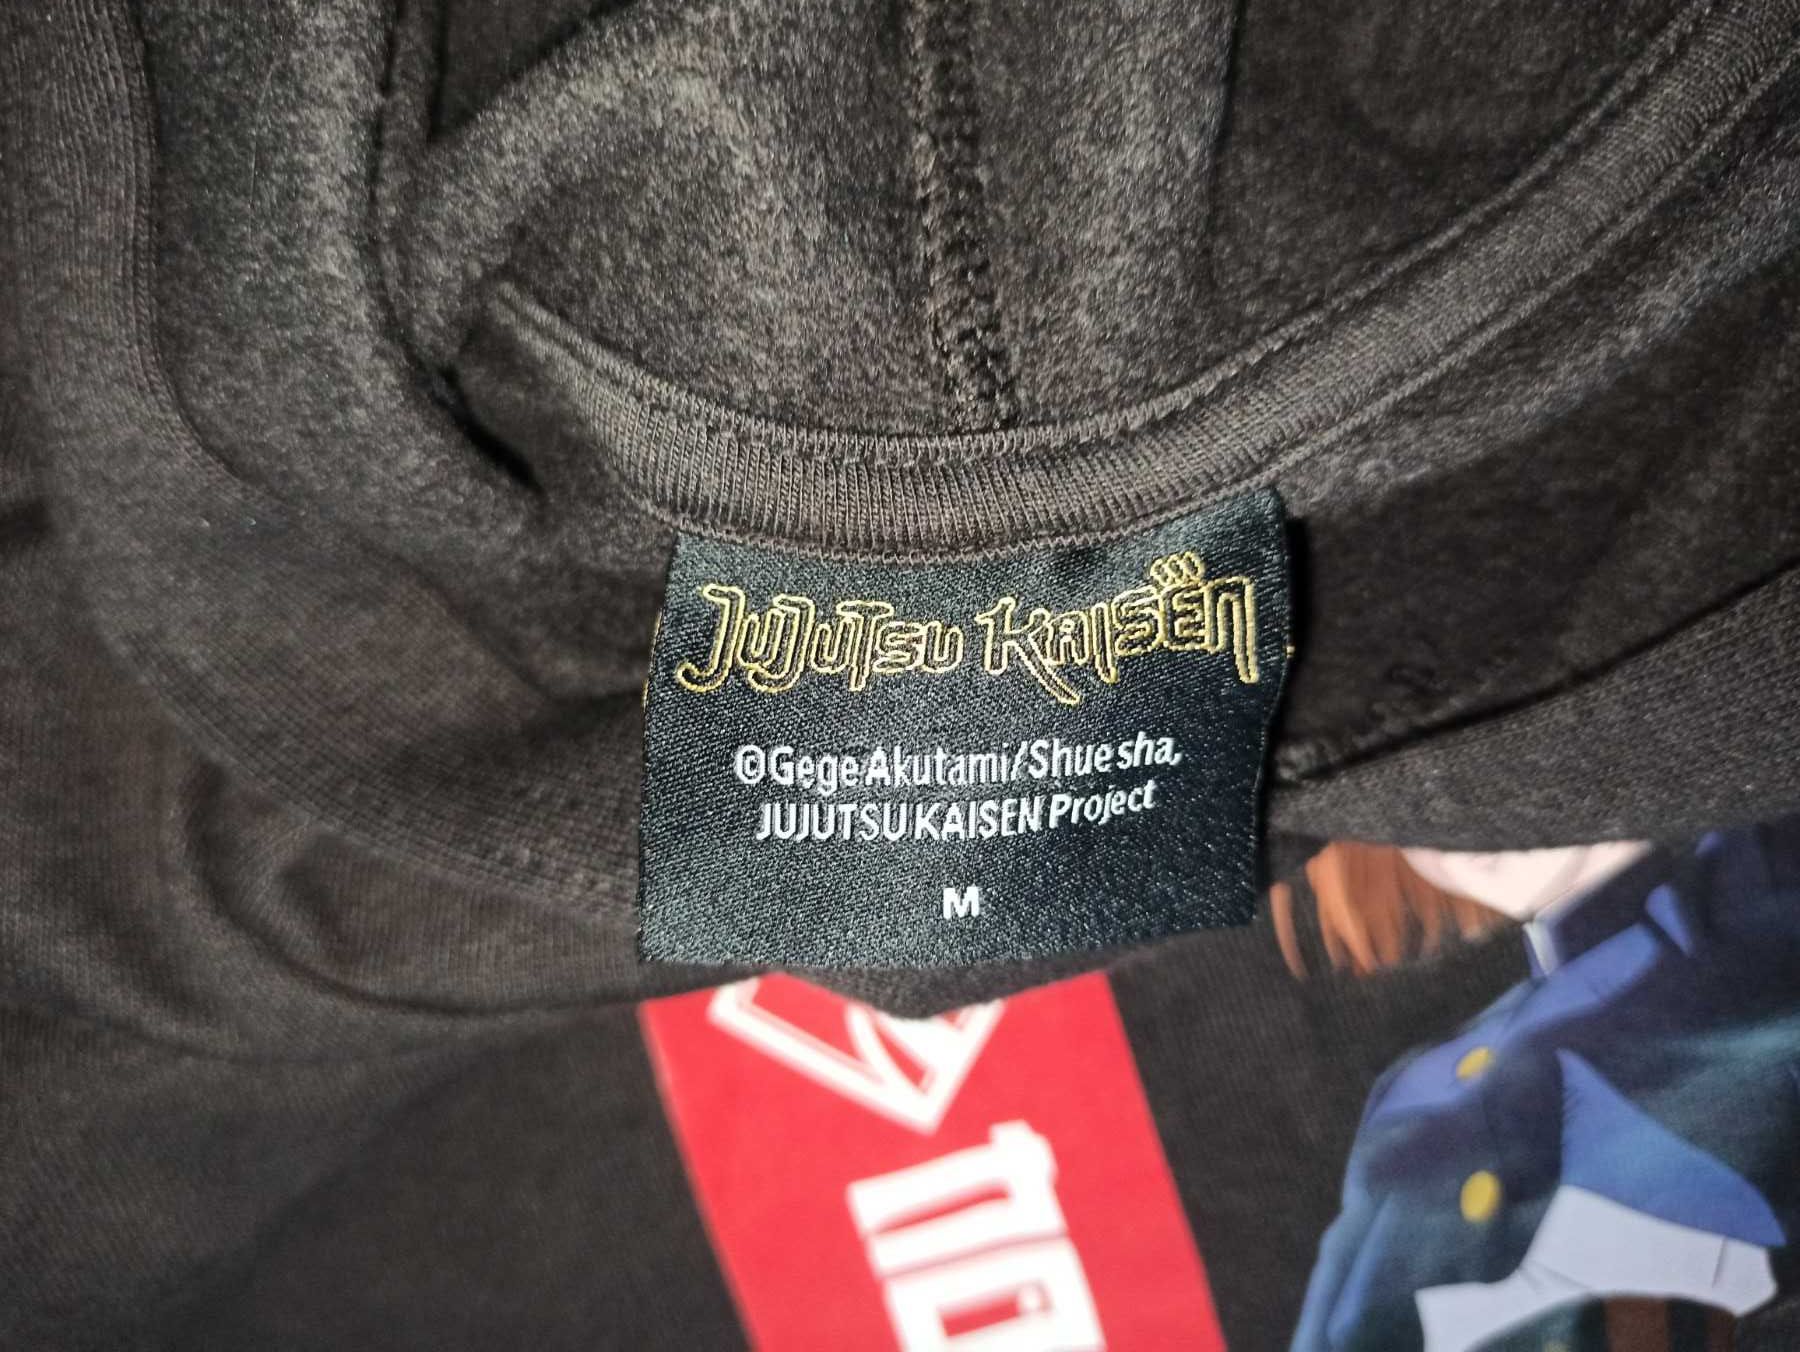 JUJUTSU KAISEN
©Gege Akutami/Shueisha,
JUJUTSU KAISEN Project
M